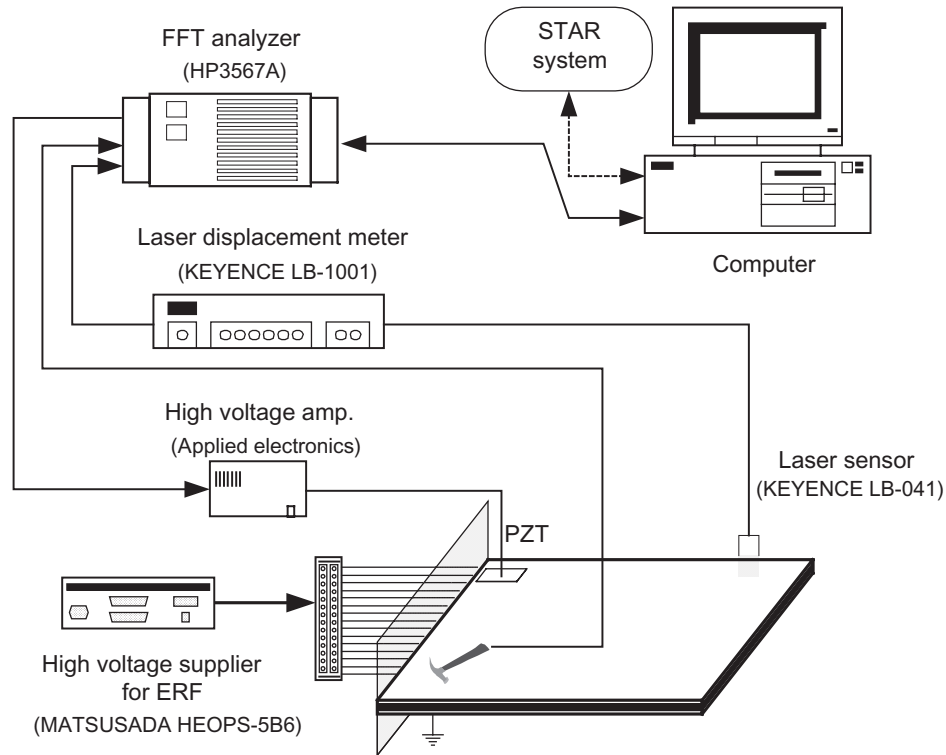 FFT analyzer
(HP3567A)
STAR
system
Laser displacement meter
(KEYENCE LB-1001)
Computer
High voltage amp.
(Applied electronics)
Laser sensor
(KEYENCE LB-041)
PZT
High voltage supplier
for ERF
(MATSUSADA HEOPS-5B6)